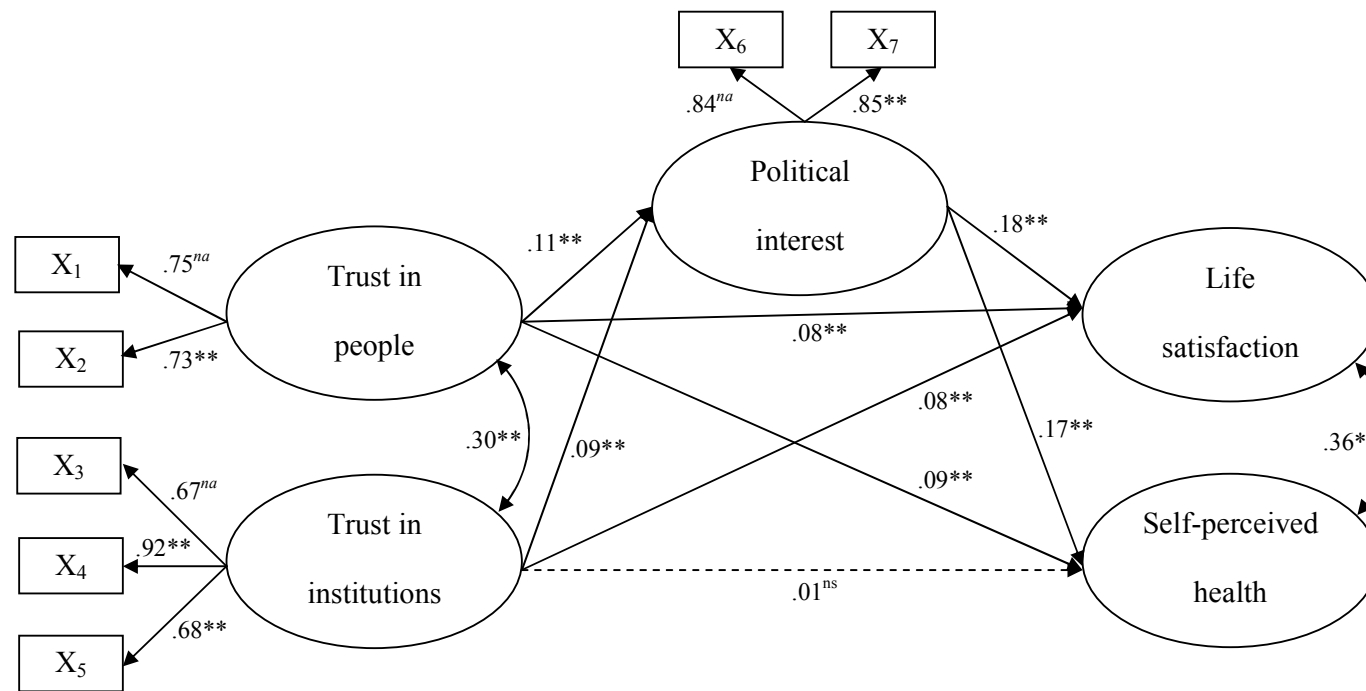 X₆ X₇
.84ⁿᵃ .85**
Political
interest
.18**
.11**
X₁ .75ⁿᵃ
Trust in
people
Life
satisfaction
.08**
X₂ .73**
.08**
.30** .09** .17** .36*
X₃ .67ⁿᵃ
.09**
Trust in
institutions
Self-perceived
health
X₄ .92**
.01ⁿˢ
X₅ .68**